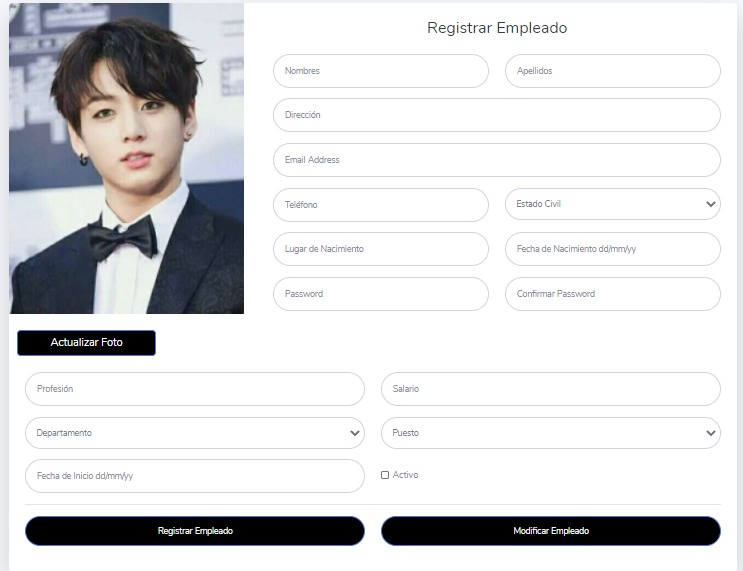 Registrar Empleado
Nombres
Apellidos
Dirección
Email Address
Teléfono
Estado Civil
Lugar de Nacimiento
Fecha de Nacimiento dd/mm/yy
Password
Confirmar Password
Actualizar Foto
Profesión
Salario
Departamento
Puesto
Fecha de Inicio dd/mm/yy
Activo
Registrar Empleado
Modificar Empleado